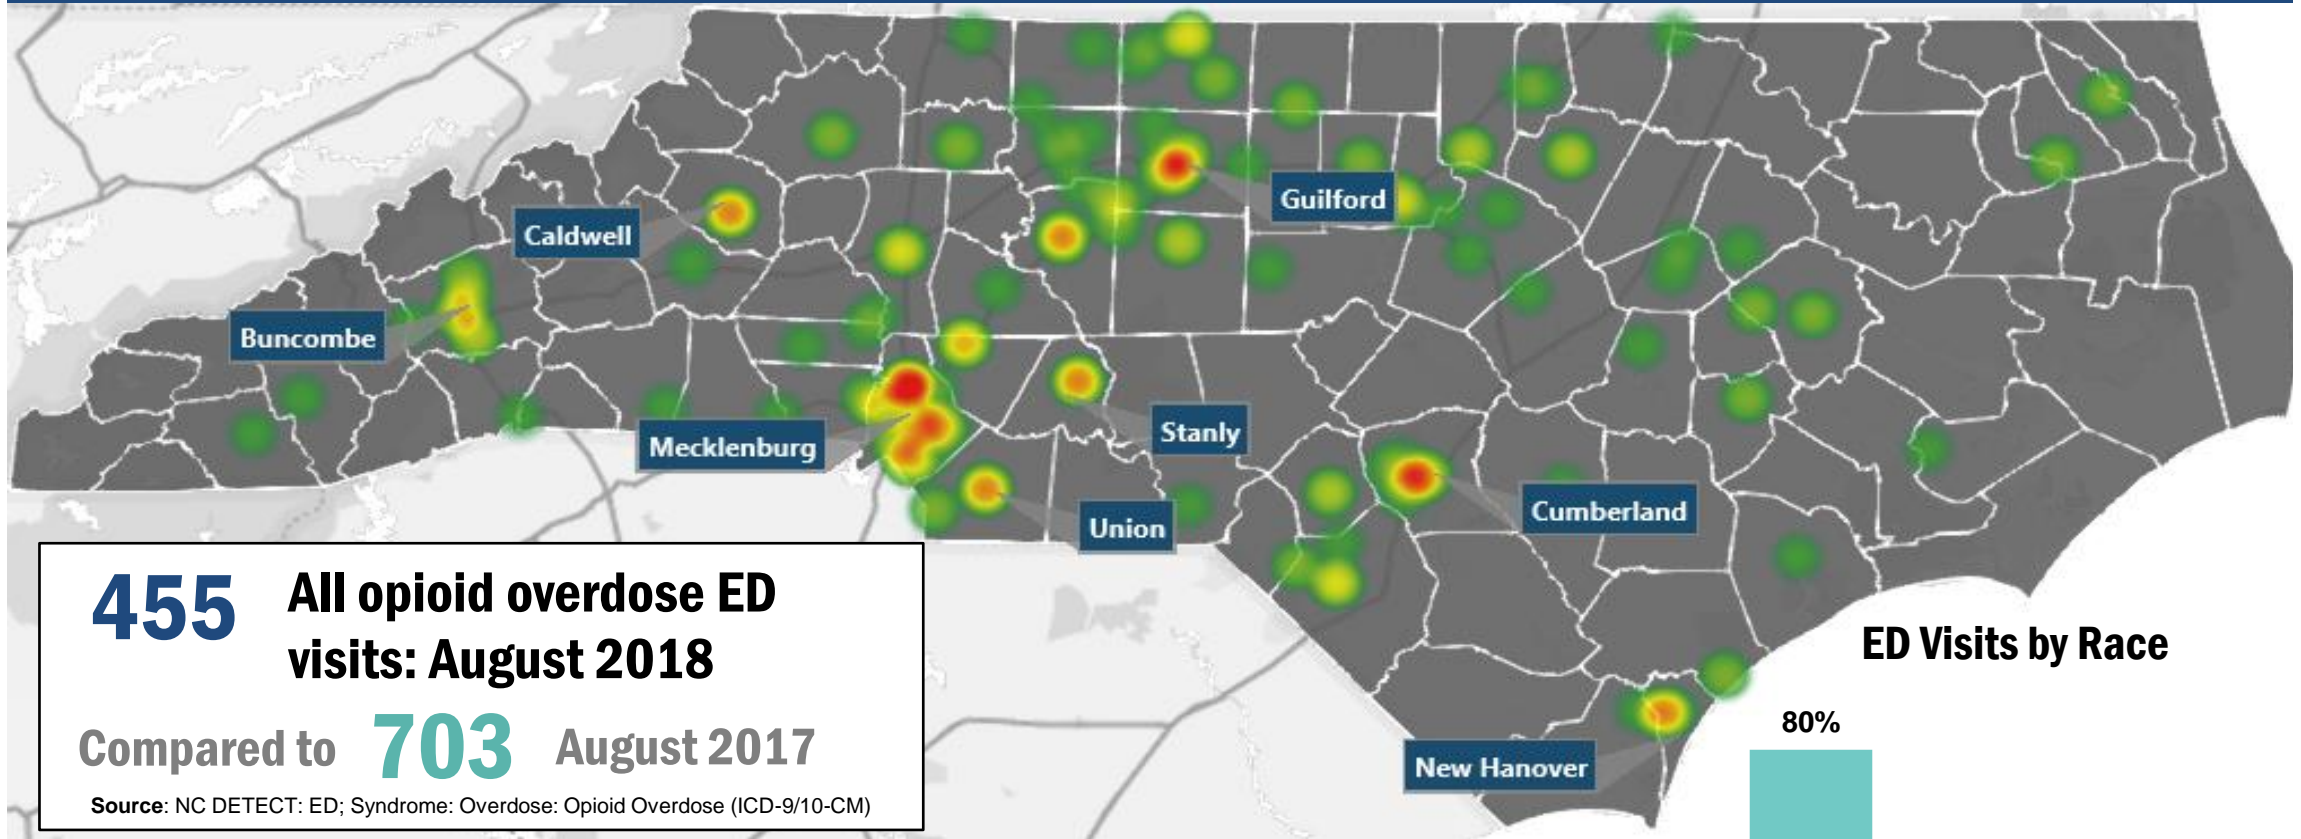 Guilford
Caldwell
Buncombe
Mecklenburg
Stanly
Cumberland
Union
New Hanover
455 All opioid overdose ED
visits: August 2018
Compared to 703 August 2017
Source: NC DETECT: ED; Syndrome: Overdose: Opioid Overdose (ICD-9/10-CM)
ED Visits by Race
80%